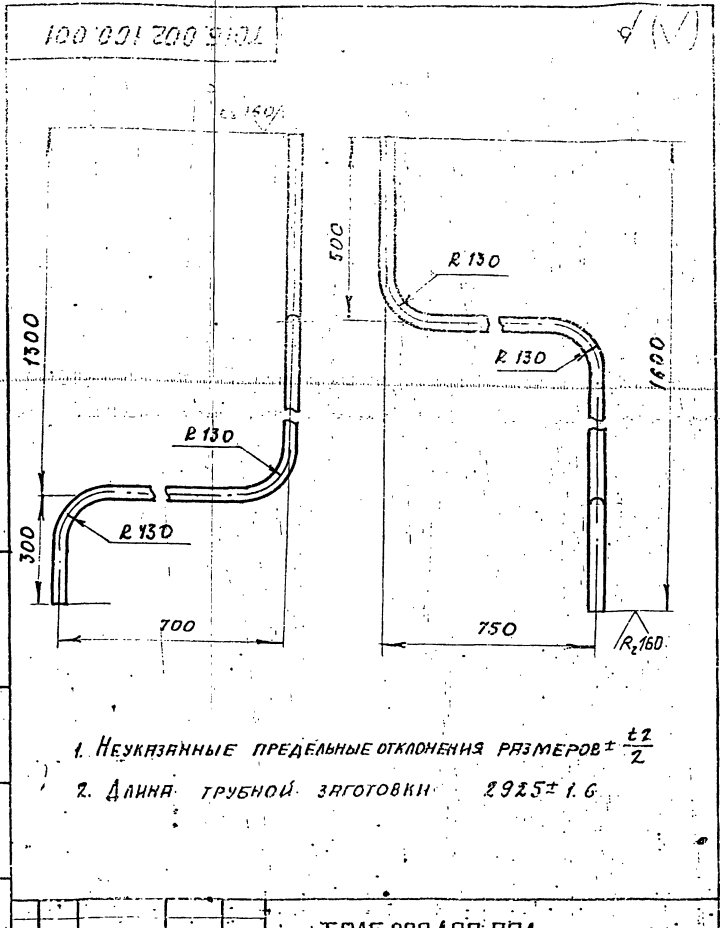 Т015.002.100.001
1300
300
R 130
R 130
700
500
R 130
R 130
1600
750
Rz160
1. НЕУКАЗАННЫЕ ПРЕДЕЛЬНЫЕ ОТКЛОНЕНИЯ РАЗМЕРОВ ± t2/2
2. ДЛИНА ТРУБНОЙ ЗАГОТОВКИ 2925 ± 1.6